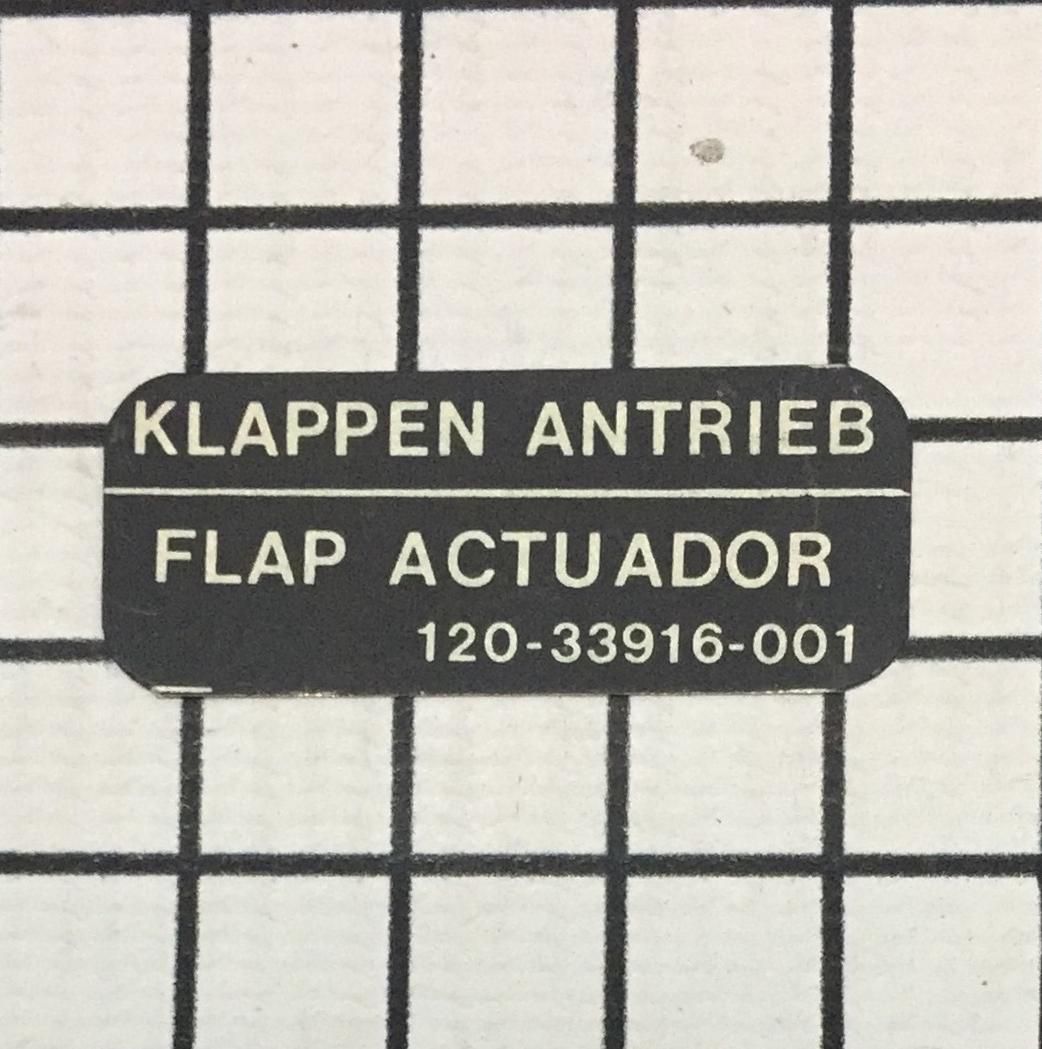 KLAPPEN ANTRIEB
FLAP ACTUADOR
120-33916-001